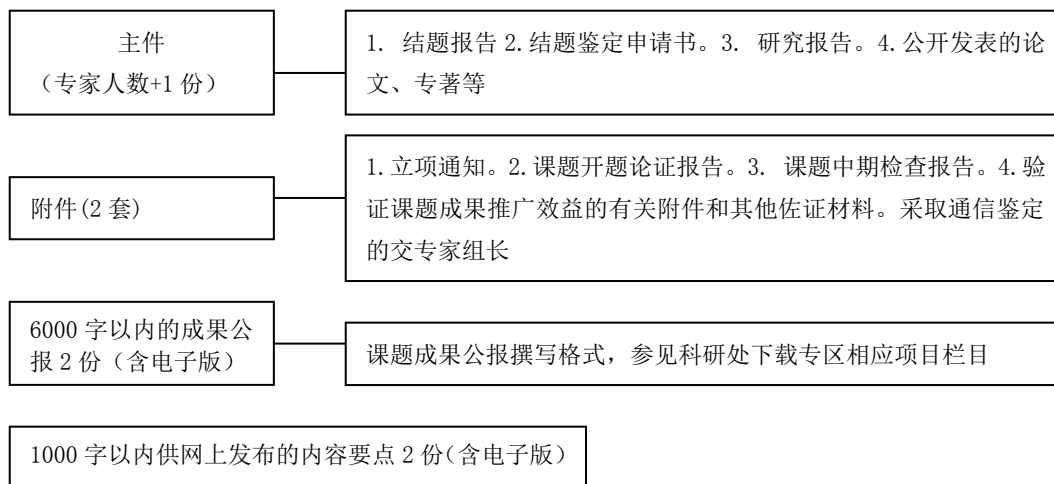 主件
（专家人数+1 份）
1. 结题报告 2.结题鉴定申请书。3. 研究报告。4.公开发表的论
文、专著等
附件(2 套)
1.立项通知。2.课题开题论证报告。3. 课题中期检查报告。4.验
证课题成果推广效益的有关附件和其他佐证材料。采取通信鉴定
的交专家组长
6000 字以内的成果公
报 2 份（含电子版）
课题成果公报撰写格式，参见科研处下载专区相应项目栏目
1000 字以内供网上发布的内容要点 2 份(含电子版)